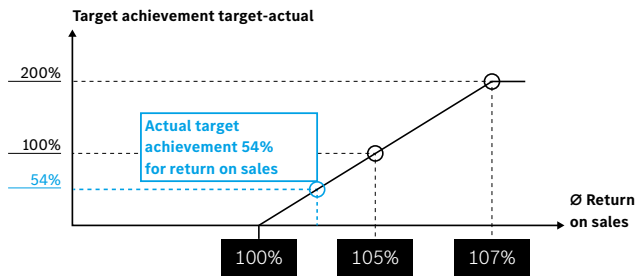 Target achievement target-actual
200%
100%
54%
Actual target
achievement 54%
for return on sales
Ø Return
on sales
100%
105%
107%